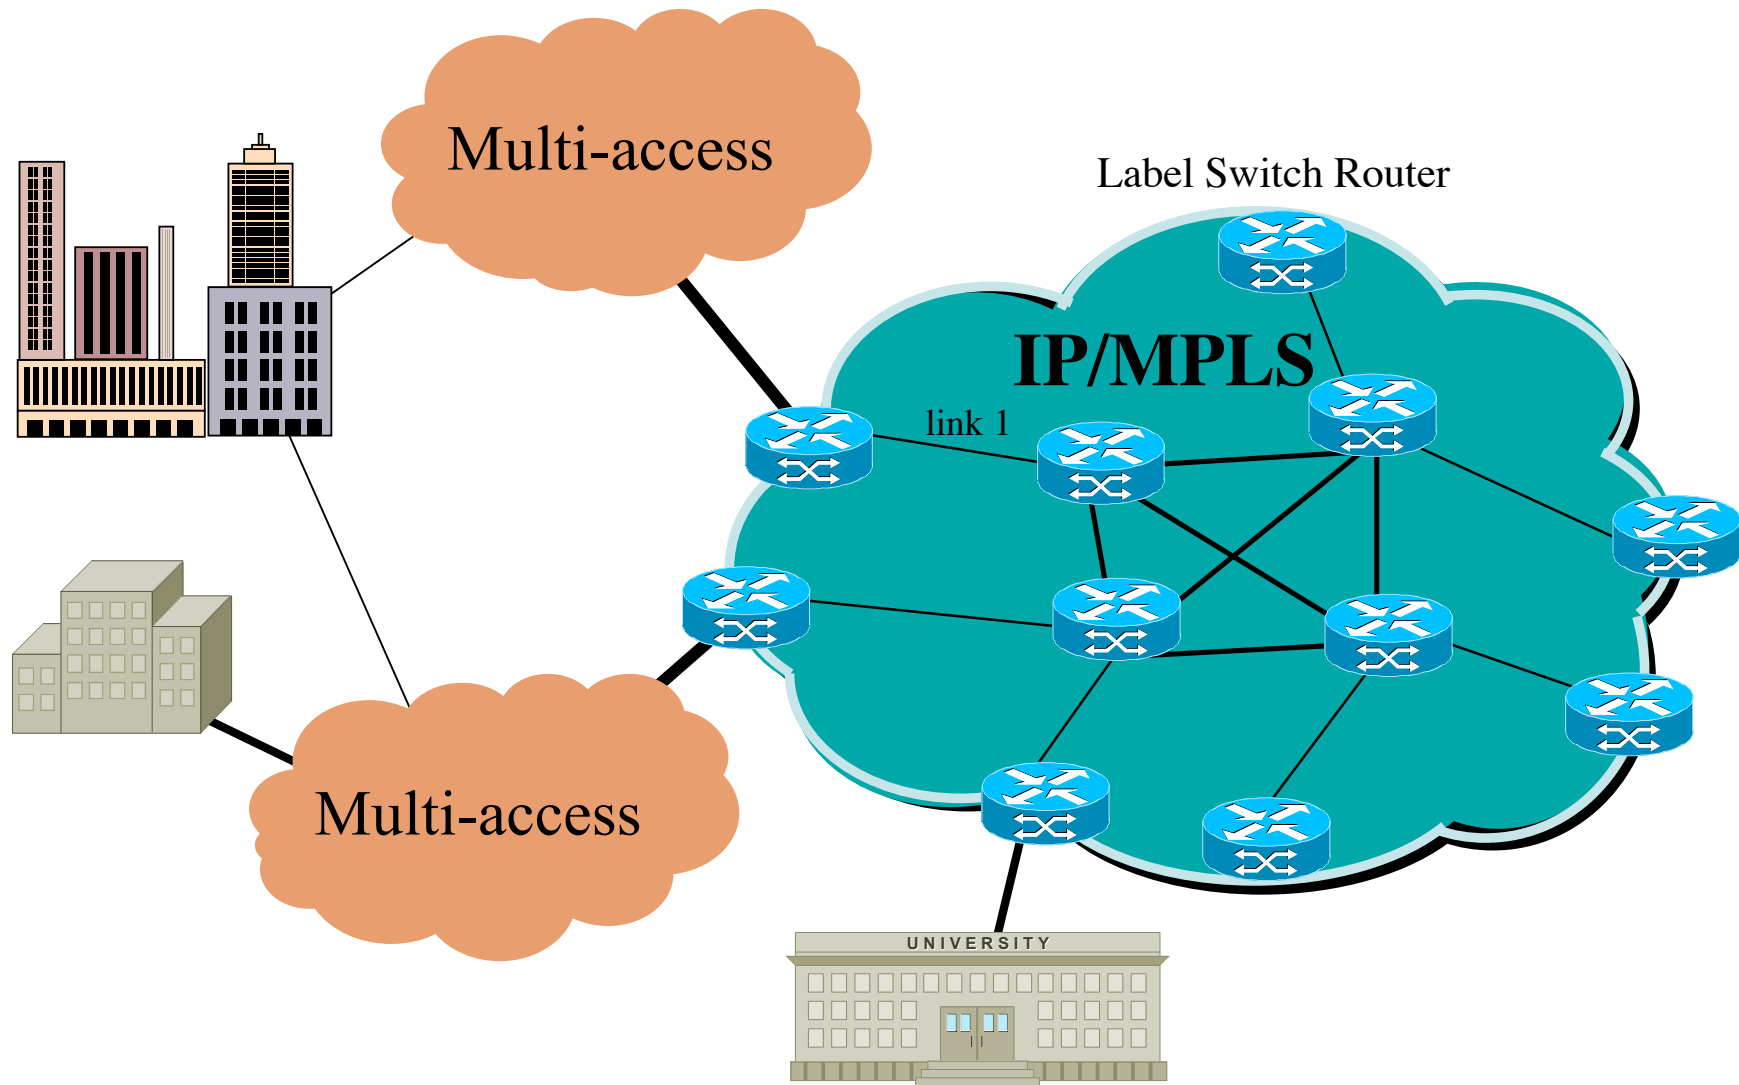 Multi-access
Label Switch Router
IP/MPLS
link 1
Multi-access
UNIVERSITY